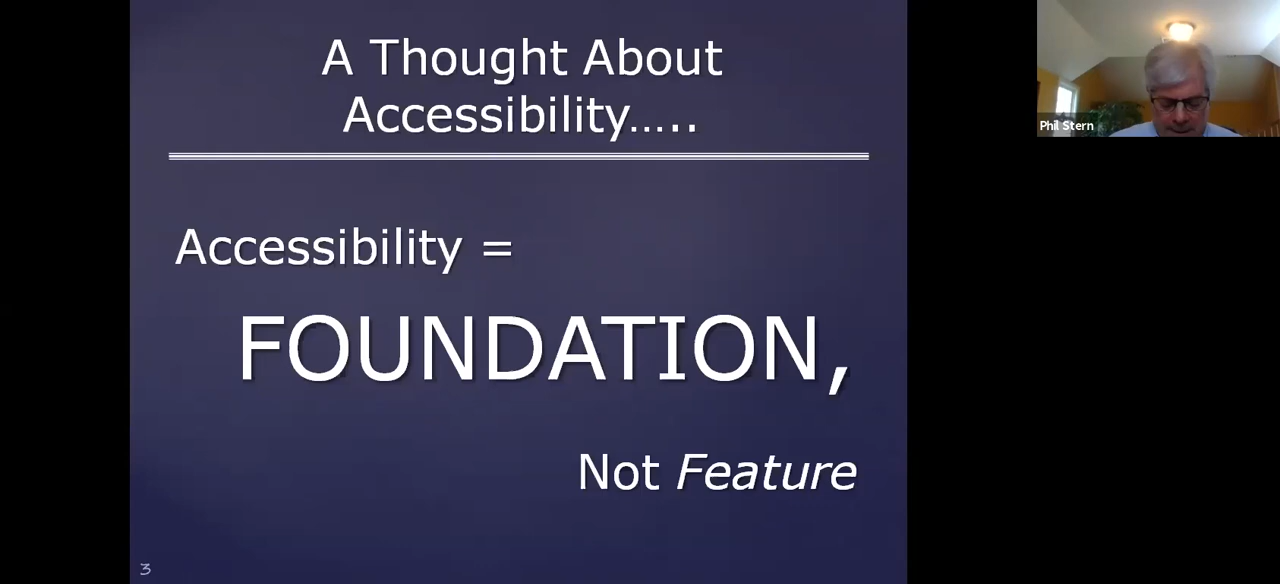 A Thought About
Accessibility…..
Accessibility =
FOUNDATION,
Not Feature
3
Phil Stern